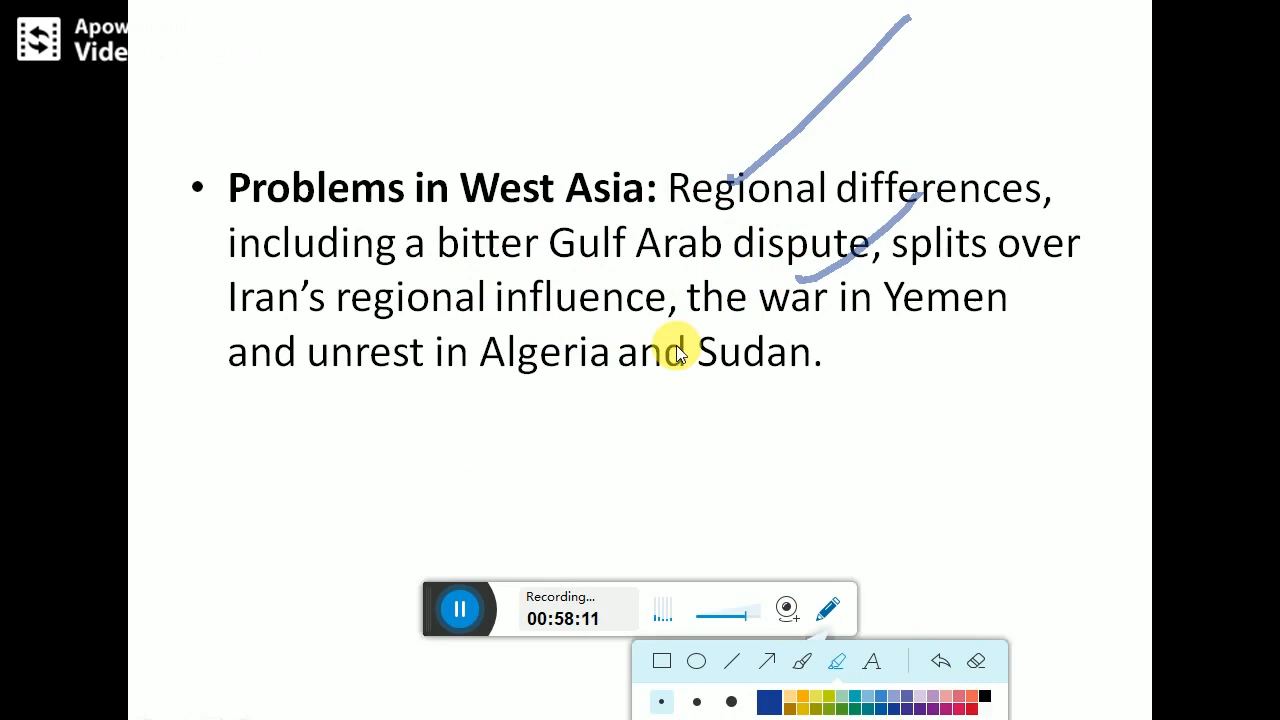 Vide
• Problems in West Asia: Regional differences,
including a bitter Gulf Arab dispute, splits over
Iran’s regional influence, the war in Yemen
and unrest in Algeria and Sudan.
Recording...
00:58:11
A